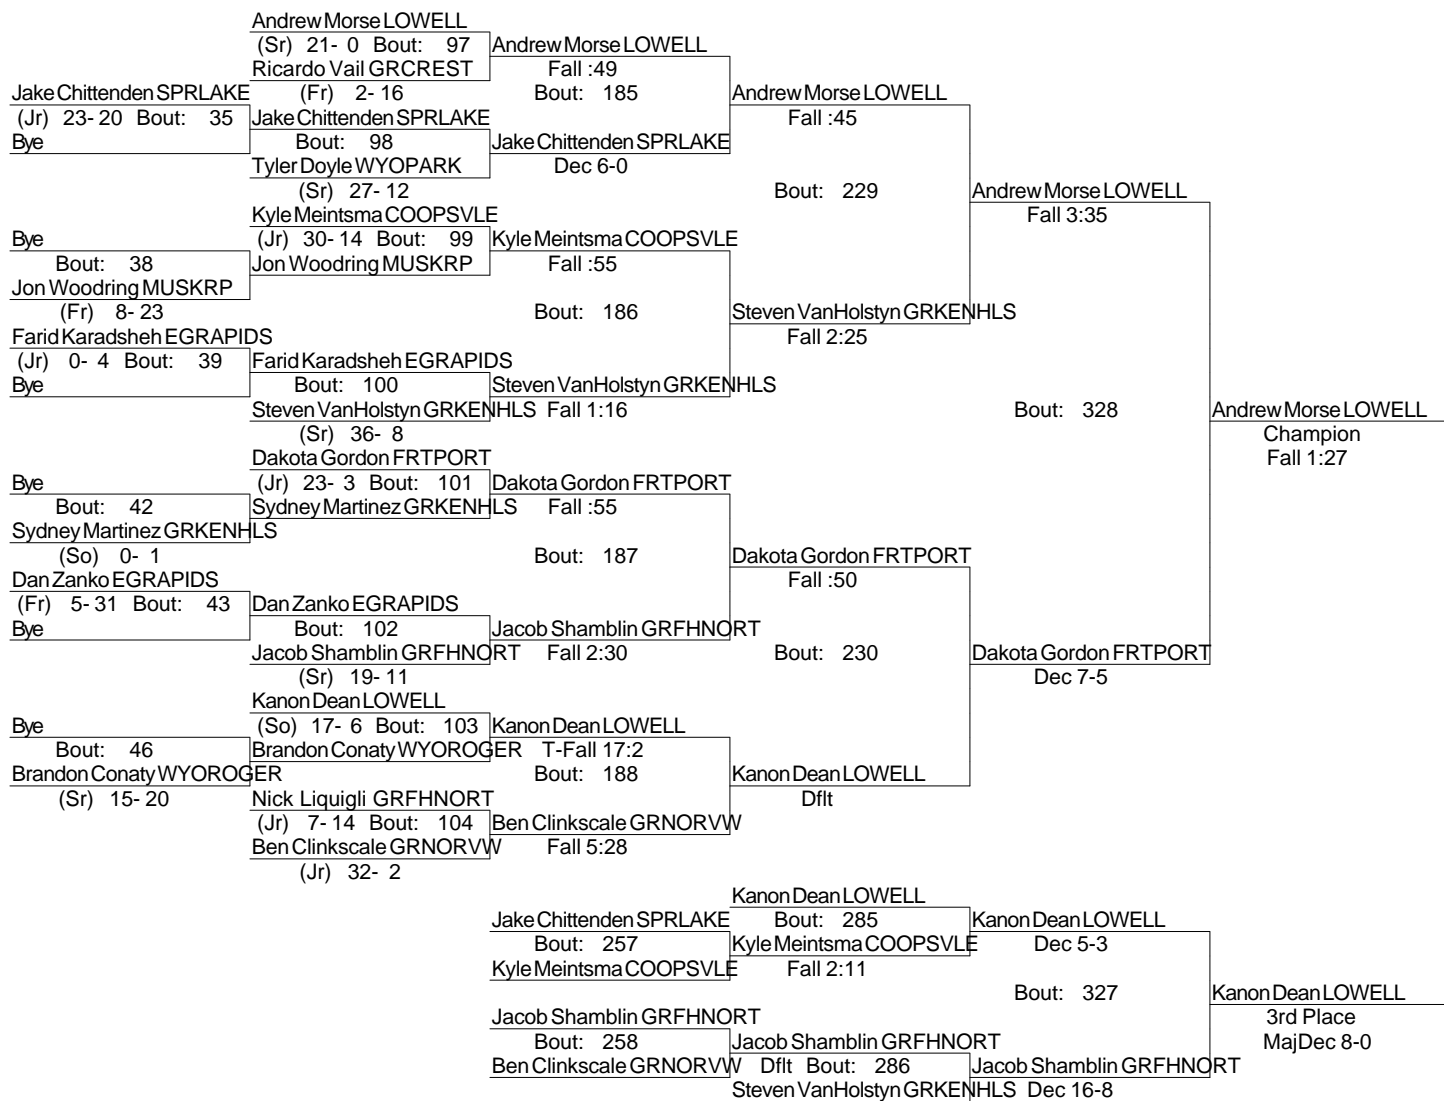 Andrew Morse LOWELL
(Sr) 21- 0 Bout: 97 Andrew Morse LOWELL
Ricardo Vail GRCREST Fall :49
Jake Chittenden SPRLAKE (Fr) 2- 16 Bout: 185 Andrew Morse LOWELL
(Jr) 23- 20 Bout: 35 Jake Chittenden SPRLAKE Fall :45
Bye Bout: 98 Jake Chittenden SPRLAKE
Tyler Doyle WYOPARK Dec 6-0
(Sr) 27- 12 Bout: 229 Andrew Morse LOWELL
Kyle Meintsma COOPSVLE Fall 3:35
Bye (Jr) 30- 14 Bout: 99 Kyle Meintsma COOPSVLE
Bout: 38 Jon Woodring MUSKRP Fall :55
Jon Woodring MUSKRP
(Fr) 8- 23 Bout: 186 Steven VanHolstyn GRKENHLS
Farid Karadsheh EGRAPIDS Fall 2:25
(Jr) 0- 4 Bout: 39 Farid Karadsheh EGRAPIDS
Bye Bout: 100 Steven VanHolstyn GRKENHLS
Steven VanHolstyn GRKENHLS Fall 1:16 Bout: 328 Andrew Morse LOWELL
(Sr) 36- 8 Champion
Dakota Gordon FRTPORT Fall 1:27
Bye (Jr) 23- 3 Bout: 101 Dakota Gordon FRTPORT
Bout: 42 Sydney Martinez GRKENHLS Fall :55
Sydney Martinez GRKENHLS
(So) 0- 1 Bout: 187 Dakota Gordon FRTPORT
Dan Zanko EGRAPIDS Fall :50
(Fr) 5- 31 Bout: 43 Dan Zanko EGRAPIDS
Bye Bout: 102 Jacob Shamblin GRFHNORT
Jacob Shamblin GRFHNORT Fall 2:30 Bout: 230 Dakota Gordon FRTPORT
(Sr) 19- 11 Dec 7-5
Kanon Dean LOWELL
Bye (So) 17- 6 Bout: 103 Kanon Dean LOWELL
Bout: 46 Brandon Conaty WYOROGER T-Fall 17:2
Brandon Conaty WYOROGER Bout: 188 Kanon Dean LOWELL
(Sr) 15- 20 Nick Liquigli GRFHNORT Dflt
(Jr) 7- 14 Bout: 104 Ben Clinkscale GRNORVW
Ben Clinkscale GRNORVW Fall 5:28
(Jr) 32- 2
Kanon Dean LOWELL
Jake Chittenden SPRLAKE Bout: 285 Kanon Dean LOWELL
Bout: 257 Kyle Meintsma COOPSVLE Dec 5-3
Kyle Meintsma COOPSVLE Fall 2:11
Bout: 327 Kanon Dean LOWELL
Jacob Shamblin GRFHNORT 3rd Place
Bout: 258 Jacob Shamblin GRFHNORT MajDec 8-0
Ben Clinkscale GRNORVW Dflt Bout: 286 Jacob Shamblin GRFHNORT
Steven VanHolstyn GRKENHLS Dec 16-8